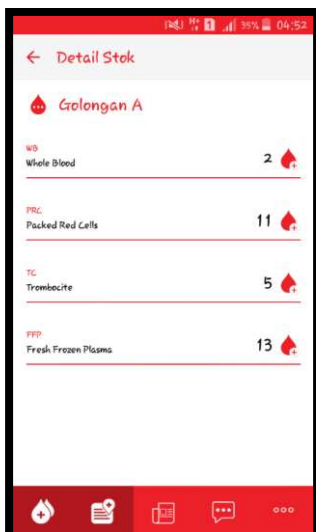 H+ 1 35% 04:52
Detail Stok
Golongan A
WB
Whole Blood
2
PRC
Packed Red Cells
11
TC
Trombocite
5
FFP
Fresh Frozen Plasma
13